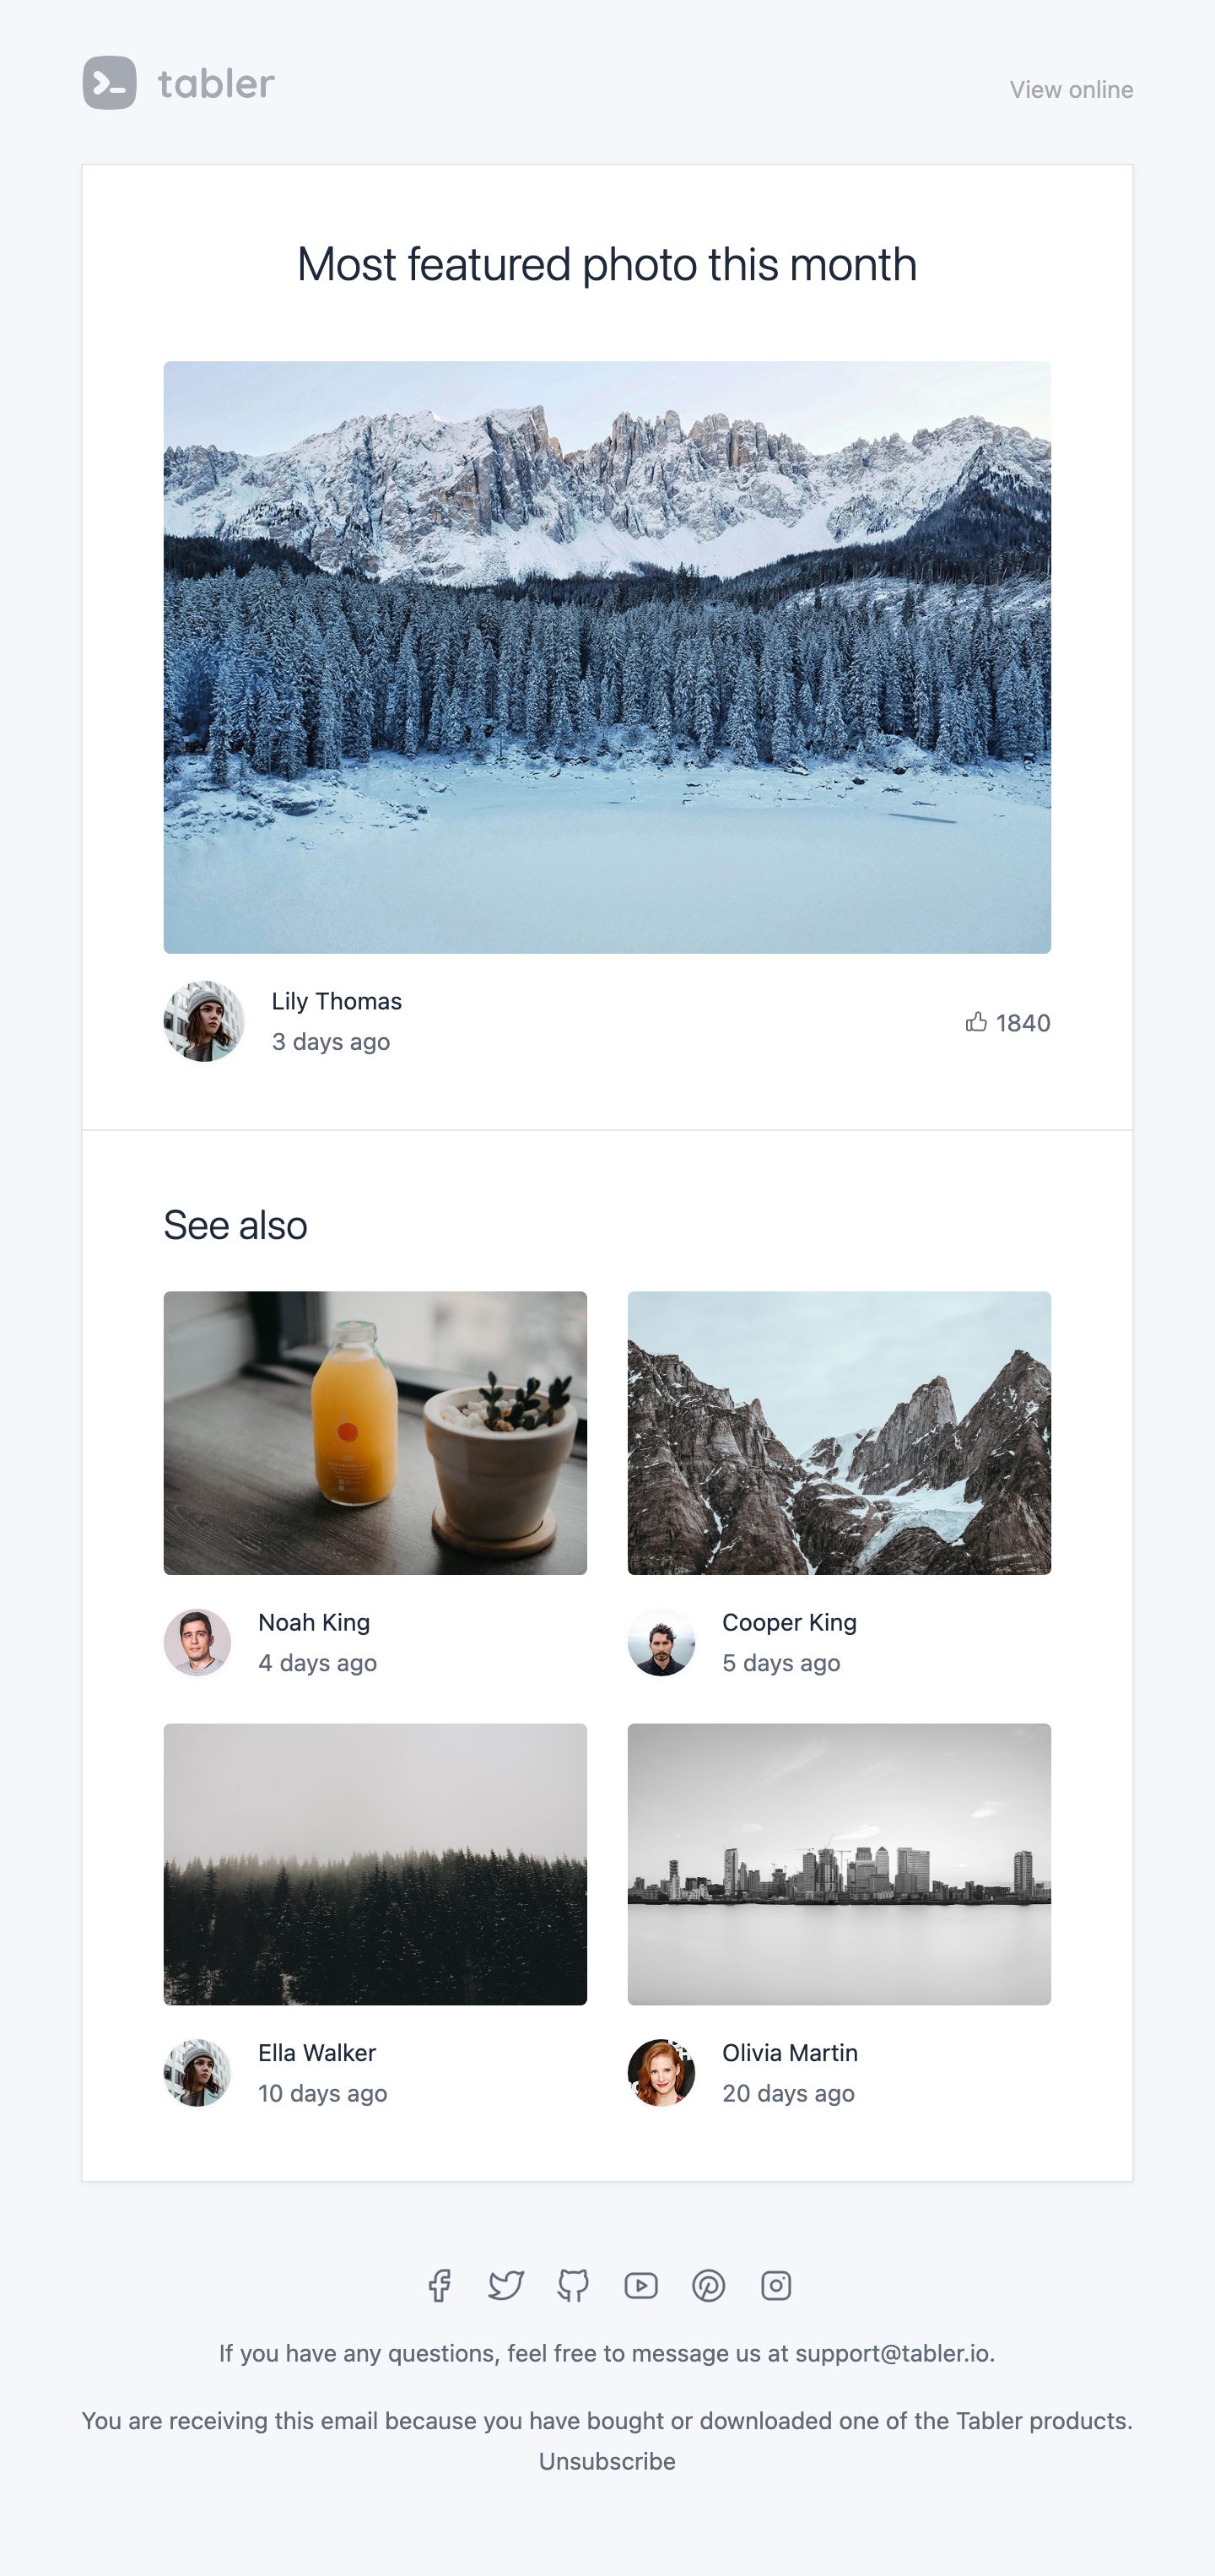 tabler
View online
Most featured photo this month
Lily Thomas
3 days ago
1840
See also
Noah King
4 days ago
Cooper King
5 days ago
Ella Walker
10 days ago
Olivia Martin
20 days ago
If you have any questions, feel free to message us at support@tabler.io.
You are receiving this email because you have bought or downloaded one of the Tabler products.
Unsubscribe